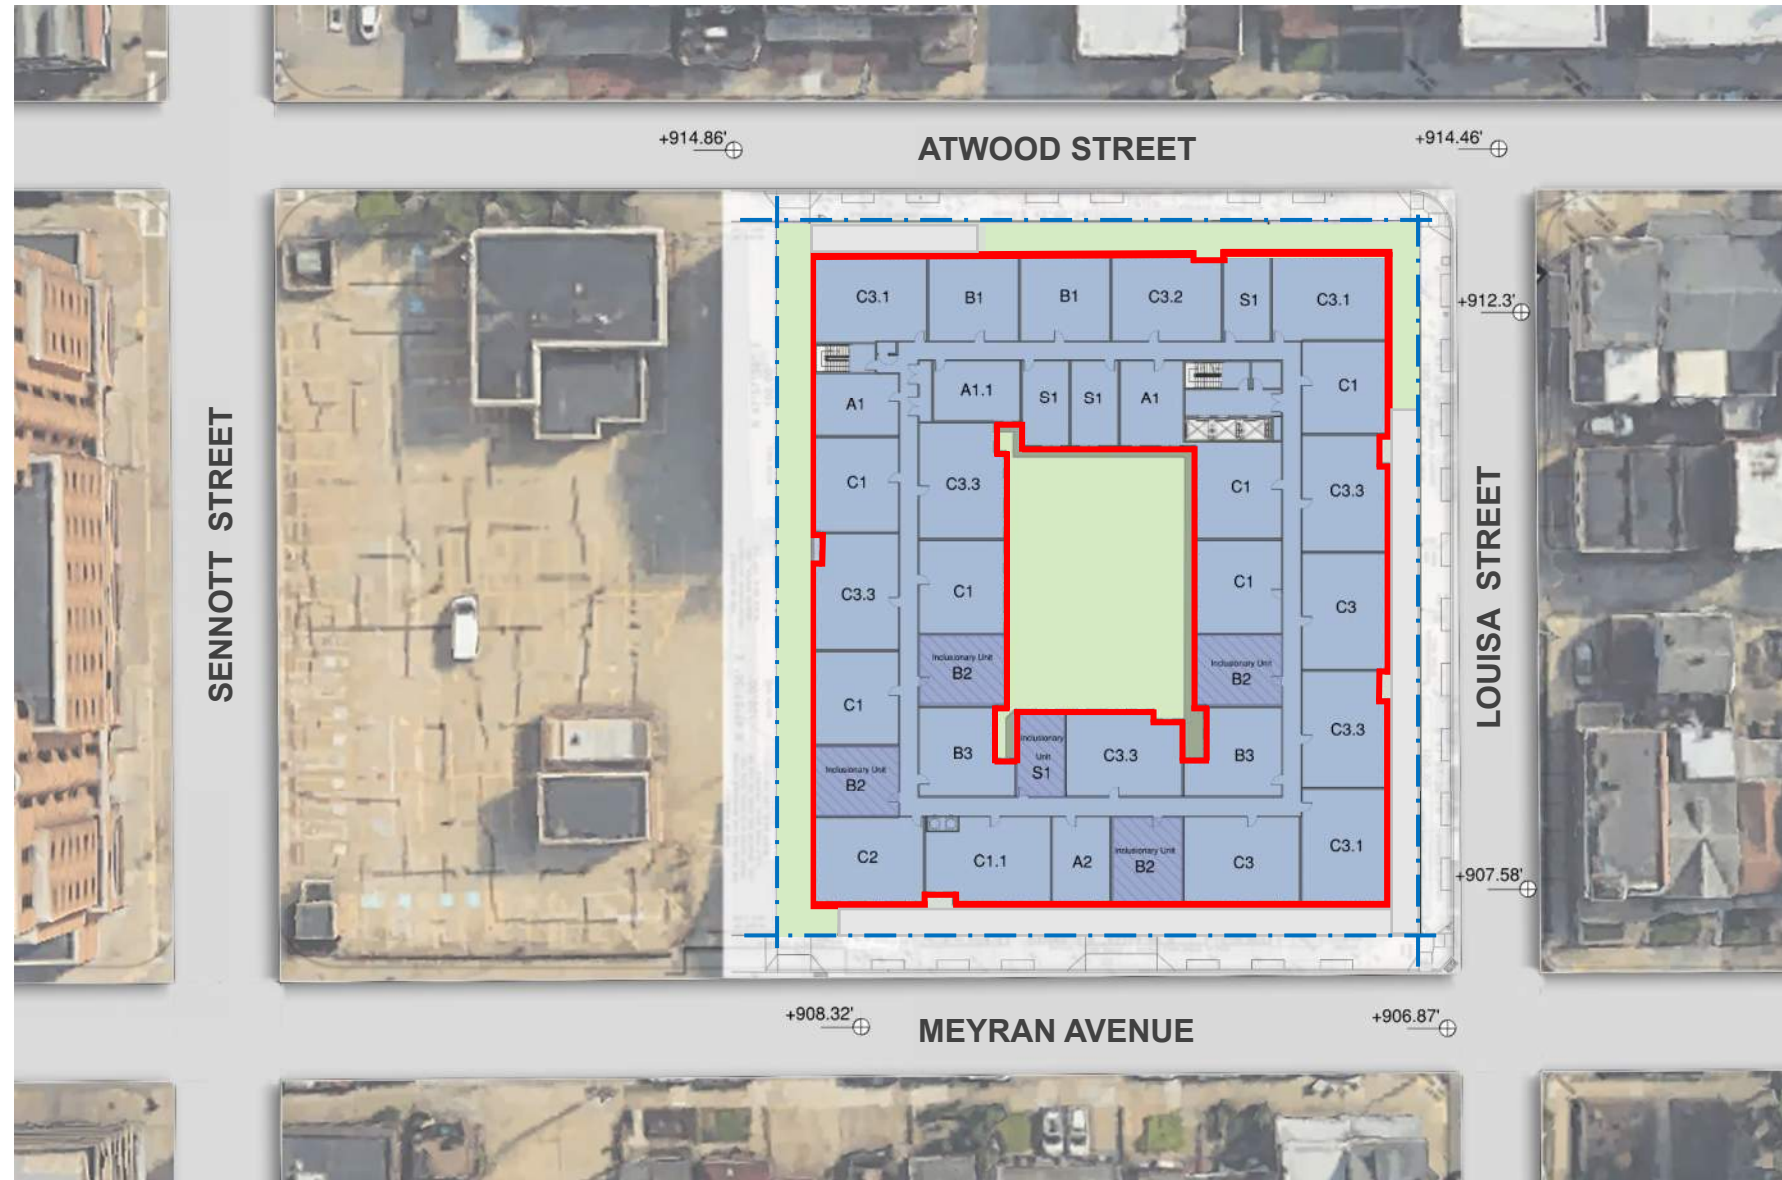 +914.86'
ATWOOD STREET
+914.46'
+912.3'
C3.1
B1
B1
C3.2
S1
C3.1
A1
A1.1
S1
S1
A1
C1
C1
C3.3
C1
C3.3
C3.3
C1
C1
C3
C1
Inclusionary Unit
B2
Inclusionary Unit
B2
C3.3
Inclusionary Unit
B2
B3
Inclusionary
Unit
S1
C3.3
B3
C2
C1.1
A2
Inclusionary Unit
B2
C3
C3.1
SENNOTT STREET
LOUISA STREET
+907.58'
+908.32'
MEYRAN AVENUE
+906.87'